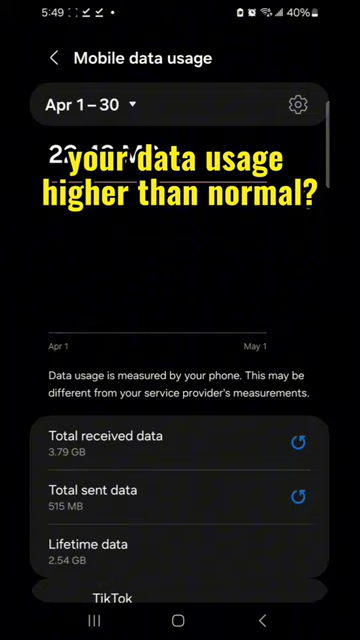 5:49
40%
Mobile data usage
Apr 1 – 30
your data usage
higher than normal?
Apr 1
May 1
Data usage is measured by your phone. This may be
different from your service provider's measurements.
Total received data
3.79 GB
Total sent data
515 MB
Lifetime data
2.54 GB
TikTok